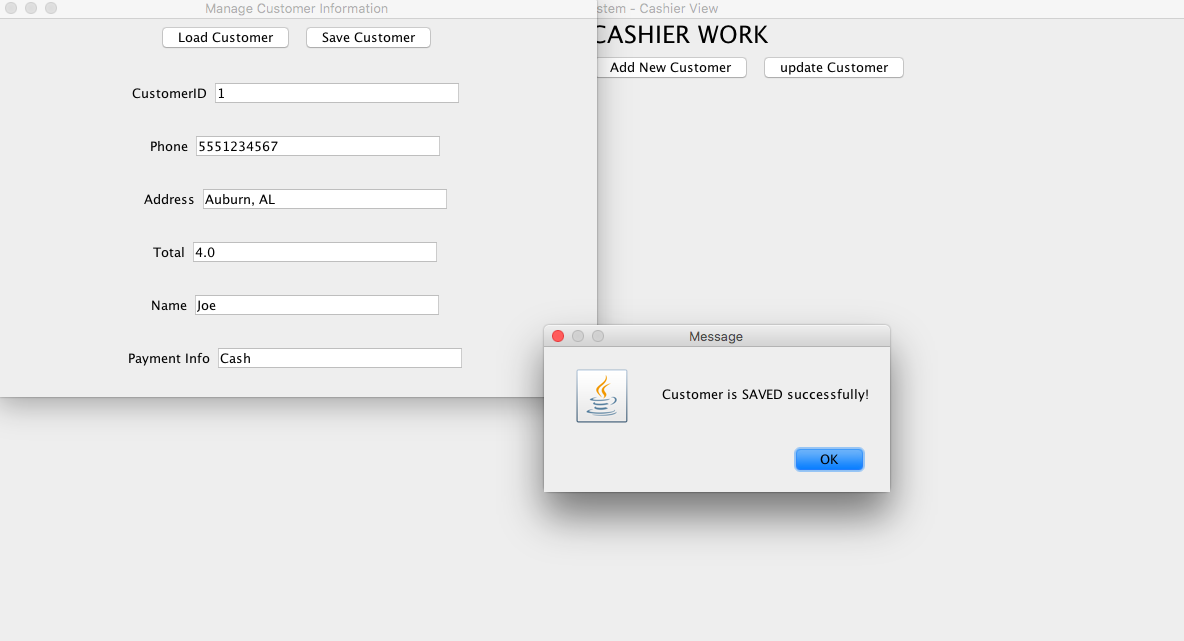 Manage Customer Information
Load Customer Save Customer
CustomerID 1
Phone 5551234567
Address Auburn, AL
Total 4.0
Name Joe
Payment Info Cash
stem - Cashier View
CASHIER WORK
Add New Customer update Customer
Message
Customer is SAVED successfully!
OK